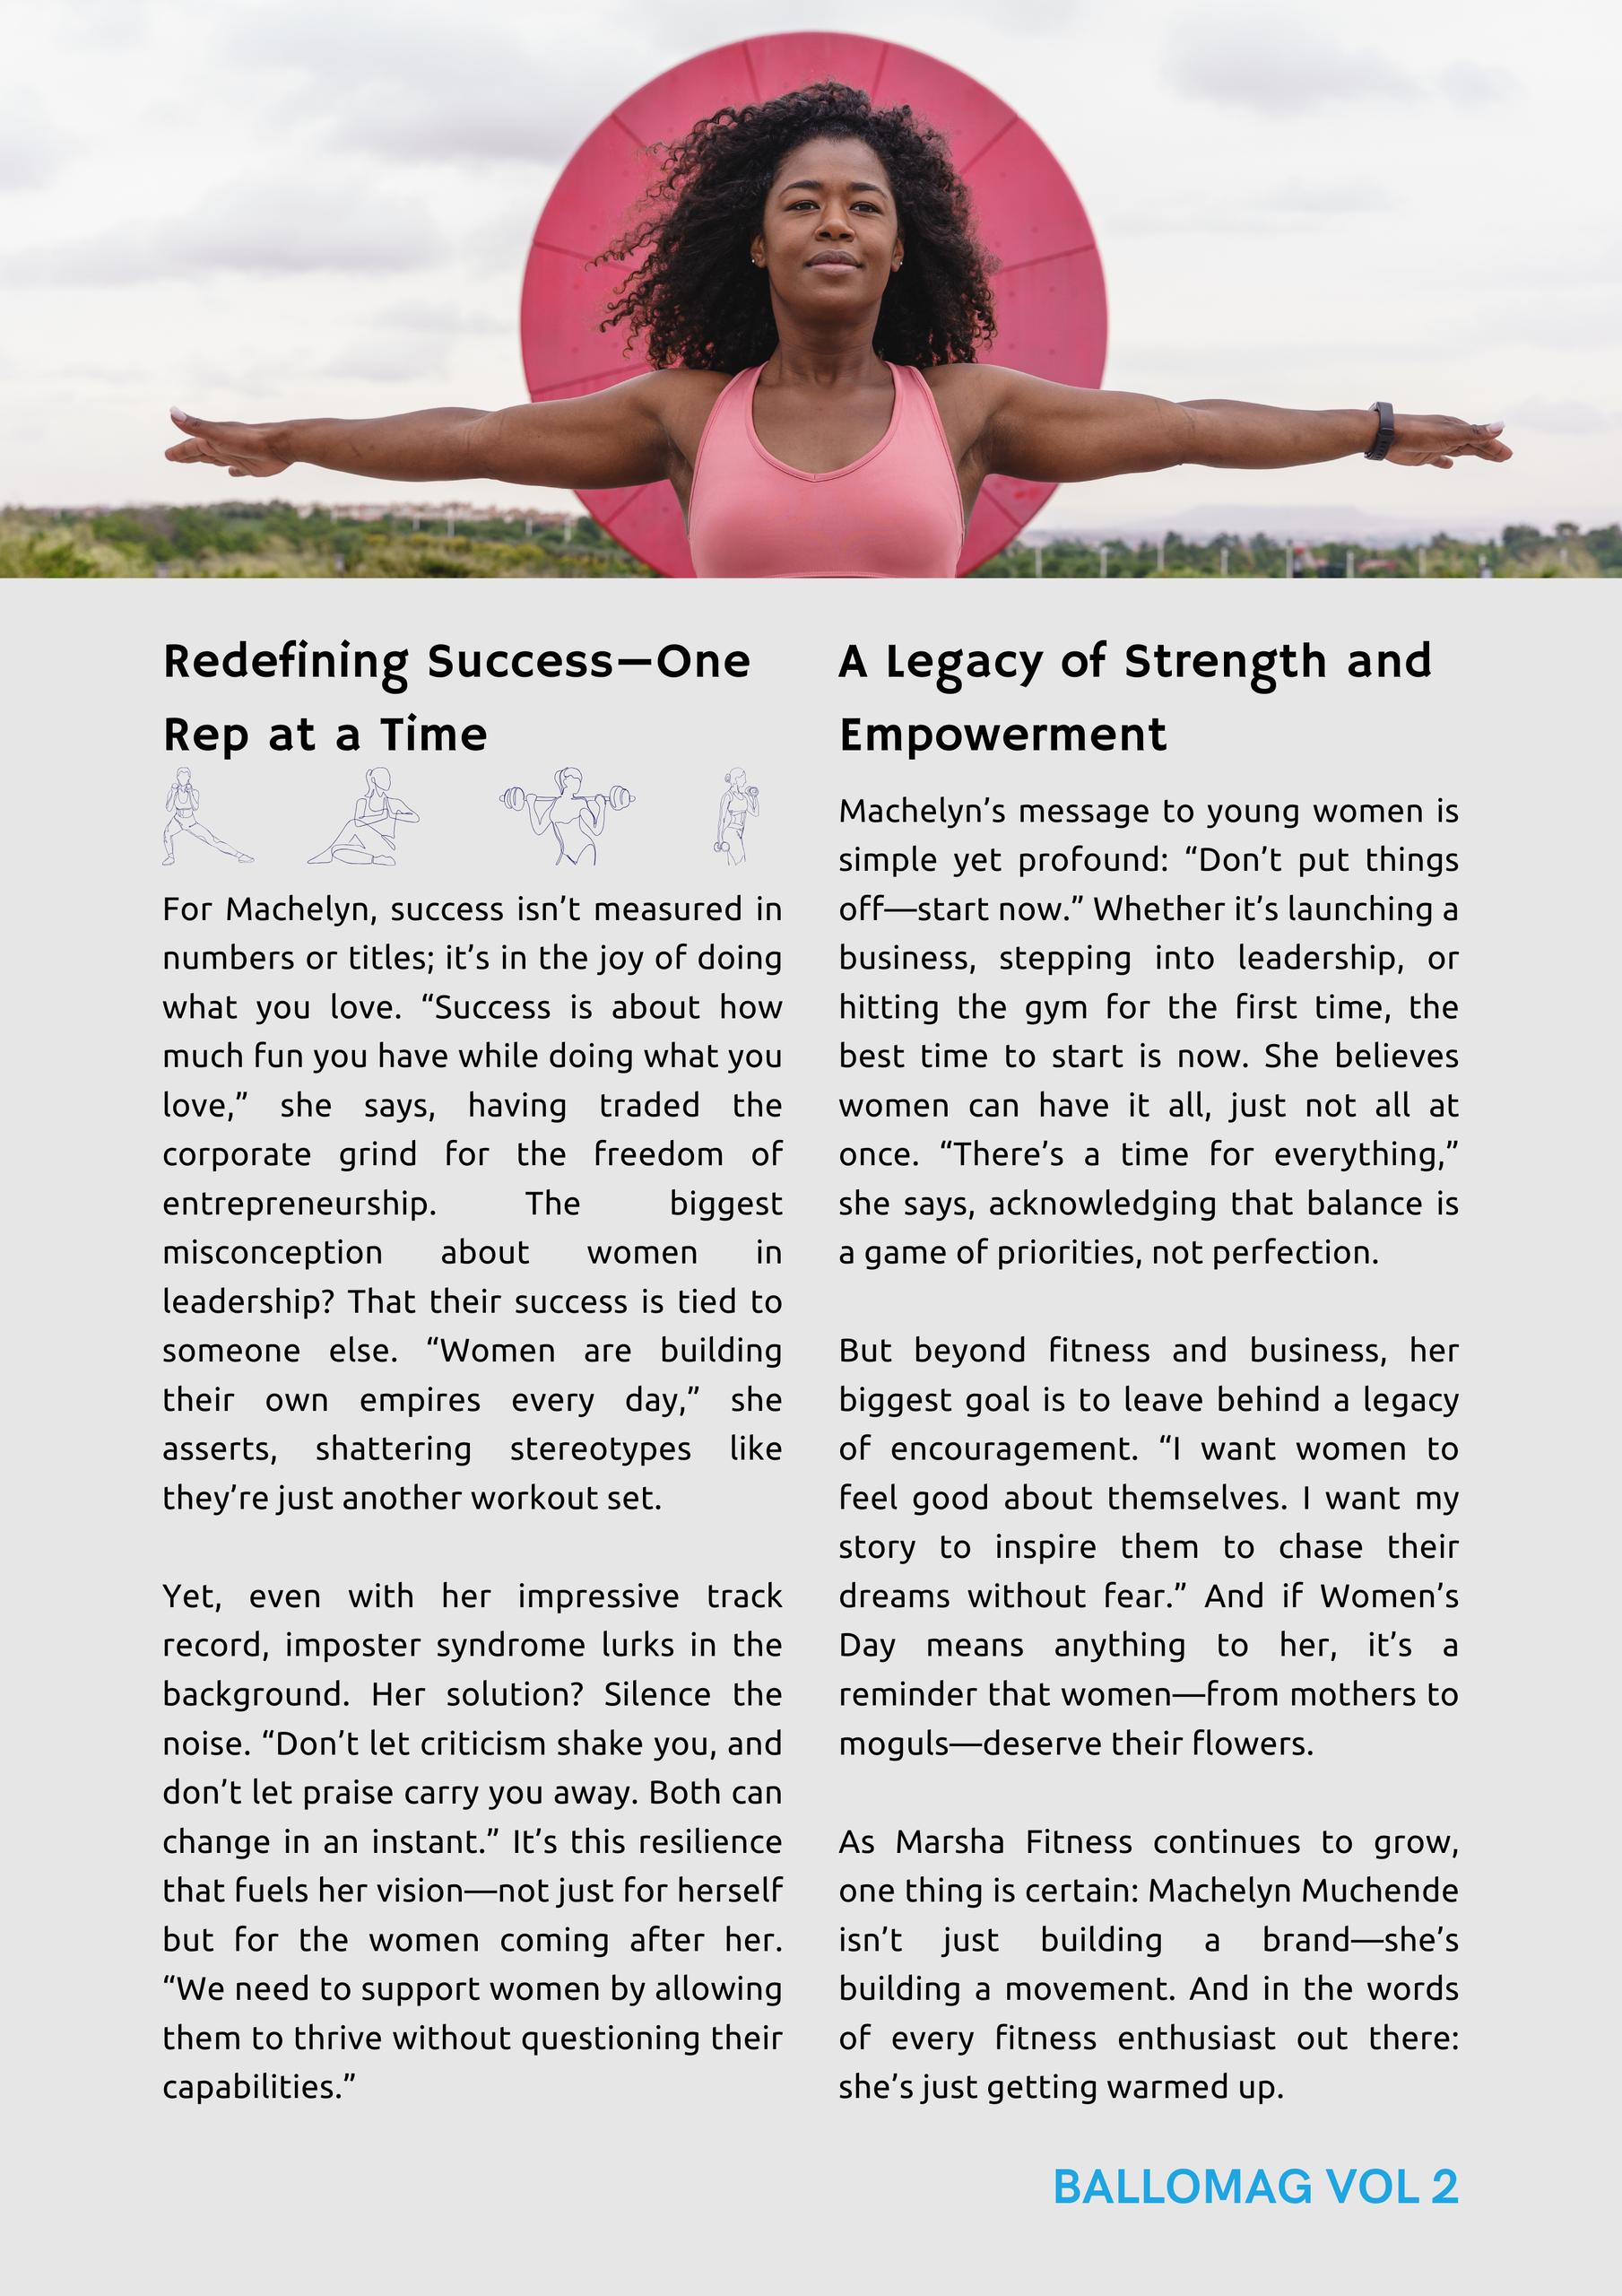 Redefining Success—One
Rep at a Time
For Machelyn, success isn’t measured in
numbers or titles; it’s in the joy of doing
what you love. “Success is about how
much fun you have while doing what you
love,” she says, having traded the
corporate grind for the freedom of
entrepreneurship. The biggest
misconception about women in
leadership? That their success is tied to
someone else. “Women are building
their own empires every day,” she
asserts, shattering stereotypes like
they’re just another workout set.
Yet, even with her impressive track
record, imposter syndrome lurks in the
background. Her solution? Silence the
noise. “Don’t let criticism shake you, and
don’t let praise carry you away. Both can
change in an instant.” It’s this resilience
that fuels her vision—not just for herself
but for the women coming after her.
“We need to support women by allowing
them to thrive without questioning their
capabilities.”
A Legacy of Strength and
Empowerment
Machelyn’s message to young women is
simple yet profound: “Don’t put things
off—start now.” Whether it’s launching a
business, stepping into leadership, or
hitting the gym for the first time, the
best time to start is now. She believes
women can have it all, just not all at
once. “There’s a time for everything,”
she says, acknowledging that balance is
a game of priorities, not perfection.
But beyond fitness and business, her
biggest goal is to leave behind a legacy
of encouragement. “I want women to
feel good about themselves. I want my
story to inspire them to chase their
dreams without fear.” And if Women’s
Day means anything to her, it’s a
reminder that women—from mothers to
moguls—deserve their flowers.
As Marsha Fitness continues to grow,
one thing is certain: Machelyn Muchende
isn’t just building a brand—she’s
building a movement. And in the words
of every fitness enthusiast out there:
she’s just getting warmed up.
BALLOMAG VOL 2